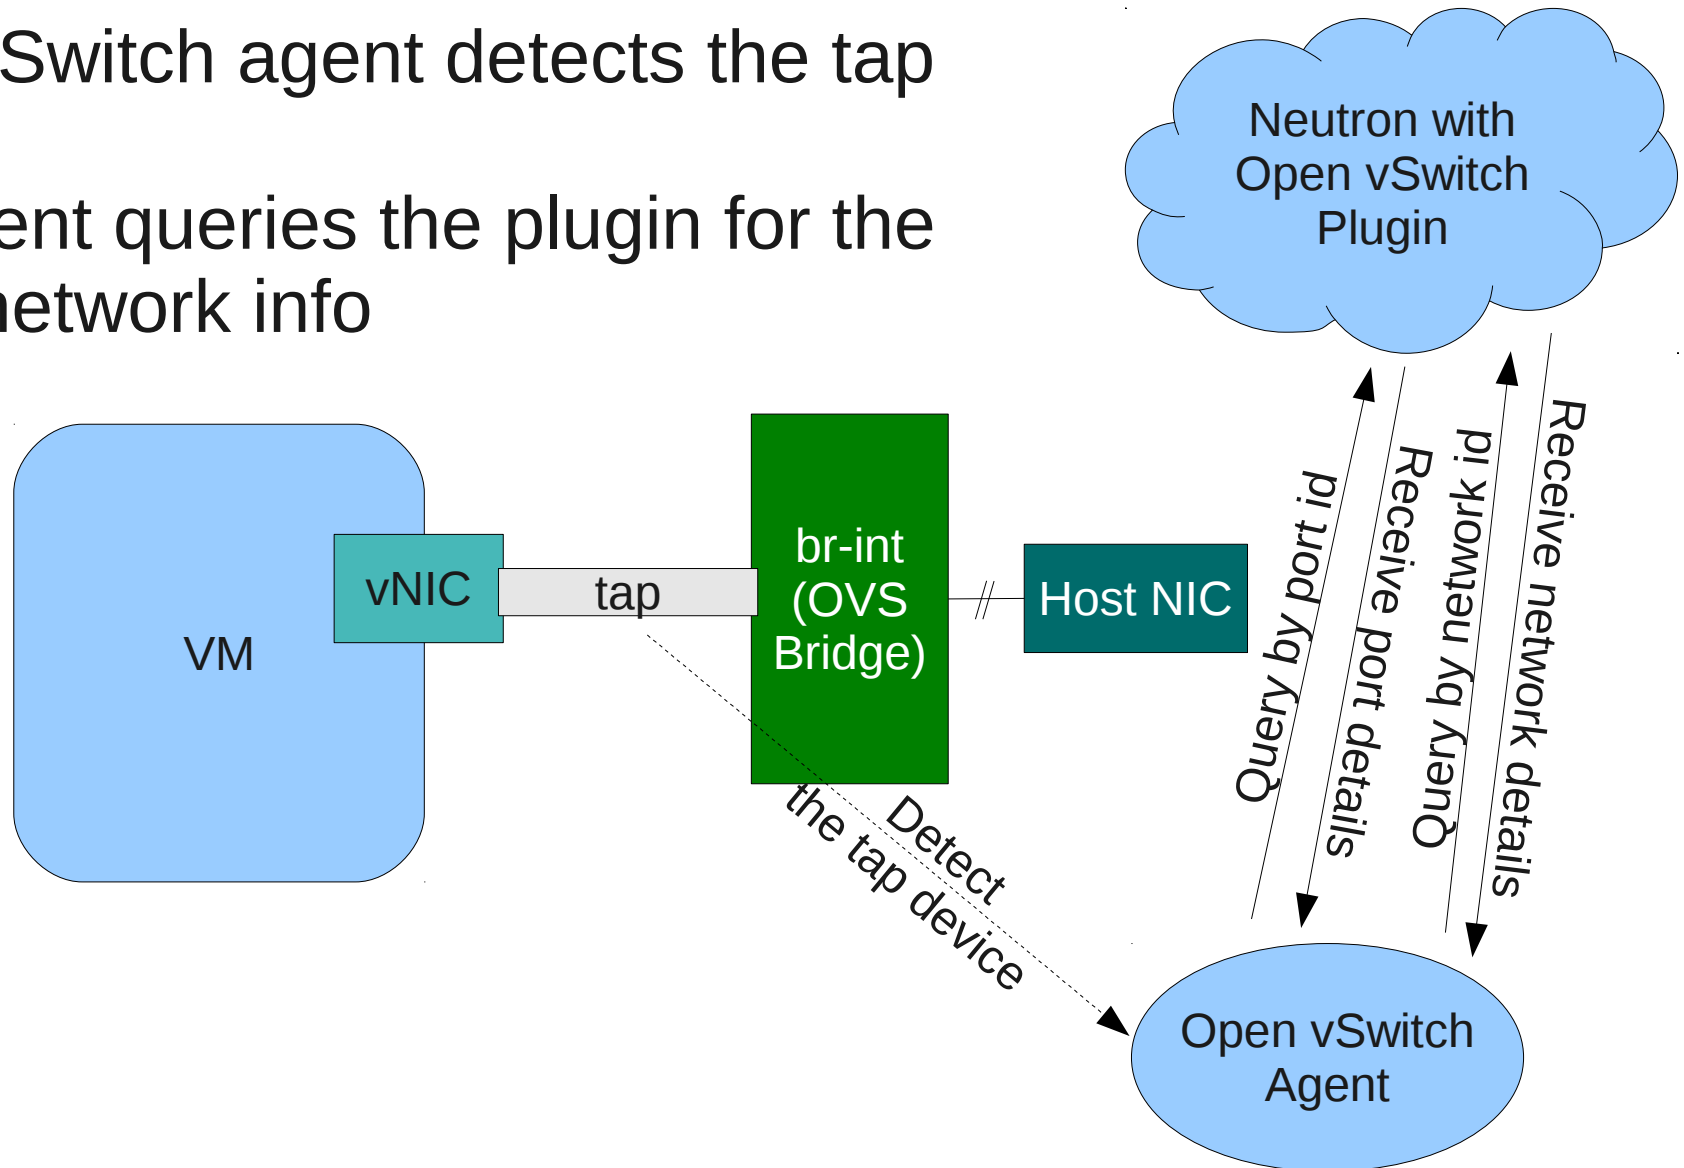 Switch agent detects the tap
ent queries the plugin for the
network info
Neutron with
Open vSwitch
Plugin
VM
vNIC
tap
br-int
(OVS
Bridge)
Host NIC
Query by port id
Receive port details
Query by network id
Receive network details
Detect
the tap device
Open vSwitch
Agent